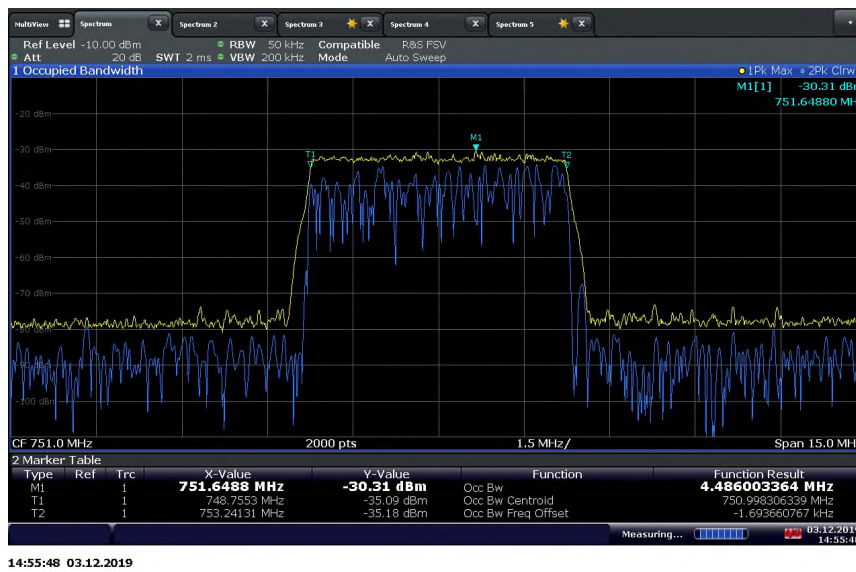 MultiView Spectrum X Spectrum 2 X Spectrum 3 X Spectrum 4 X Spectrum 5 X
Ref Level -10.00 dBm RBW 50 kHz Compatible R&S FSV
Att 20 dB SWT 2 ms VBW 200 kHz Mode Auto Sweep
1 Occupied Bandwidth 1Pk Max 2Pk Clrw
M1[1] -30.31 dBm
751.64880 MH
-20 dBm
M1
-30 dBm
T1 T2
-40 dBm
-50 dBm
-60 dBm
-70 dBm
-80 dBm
-100 dBm
CF 751.0 MHz 2000 pts 1.5 MHz/ Span 15.0 MH
2 Marker Table
Type Ref Trc X-Value Y-Value Function Function Result
M1 1 751.6488 MHz -30.31 dBm Occ Bw 4.486003364 MHz
T1 1 748.7553 MHz -35.09 dBm Occ Bw Centroid 750.998306339 MHz
T2 1 753.24131 MHz -35.18 dBm Occ Bw Freq Offset -1.693660767 kHz
Measuring... 03.12.2019
14:55:48
14:55:48 03.12.2019